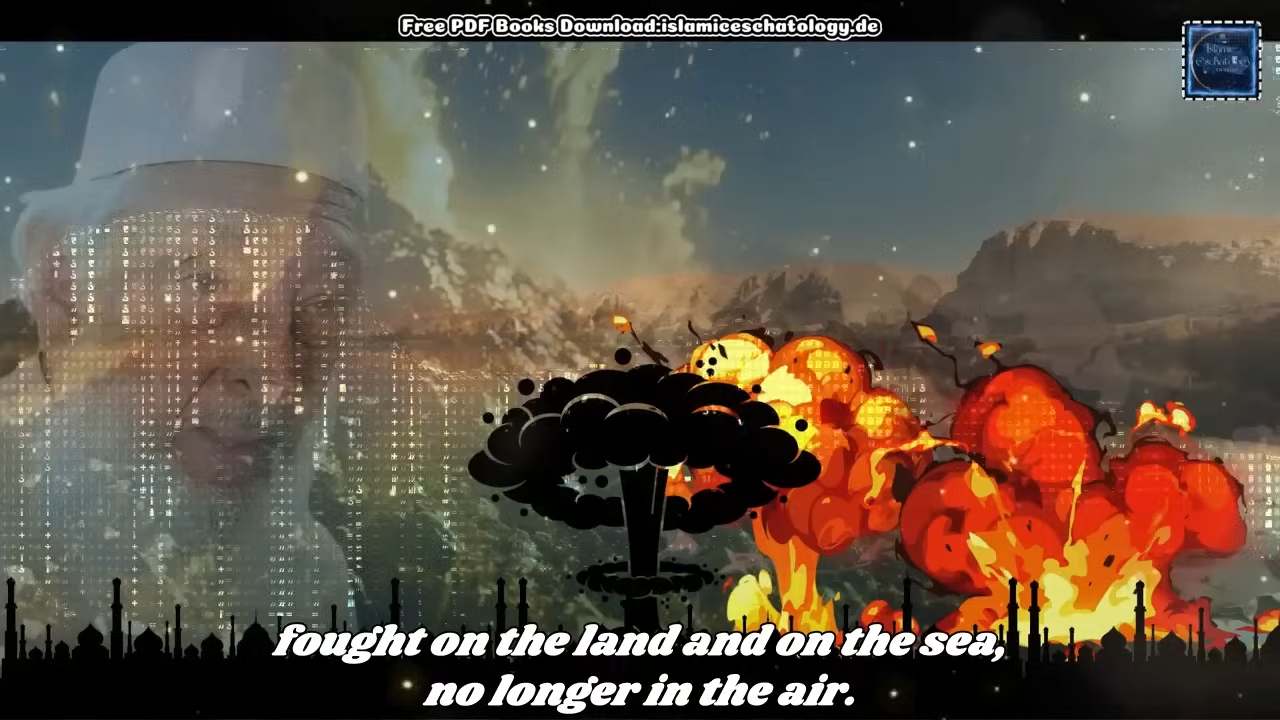 Free PDF Books Download:islamiceschatology.de
Islamic
fought on the land and on the sea,
no longer in the air.